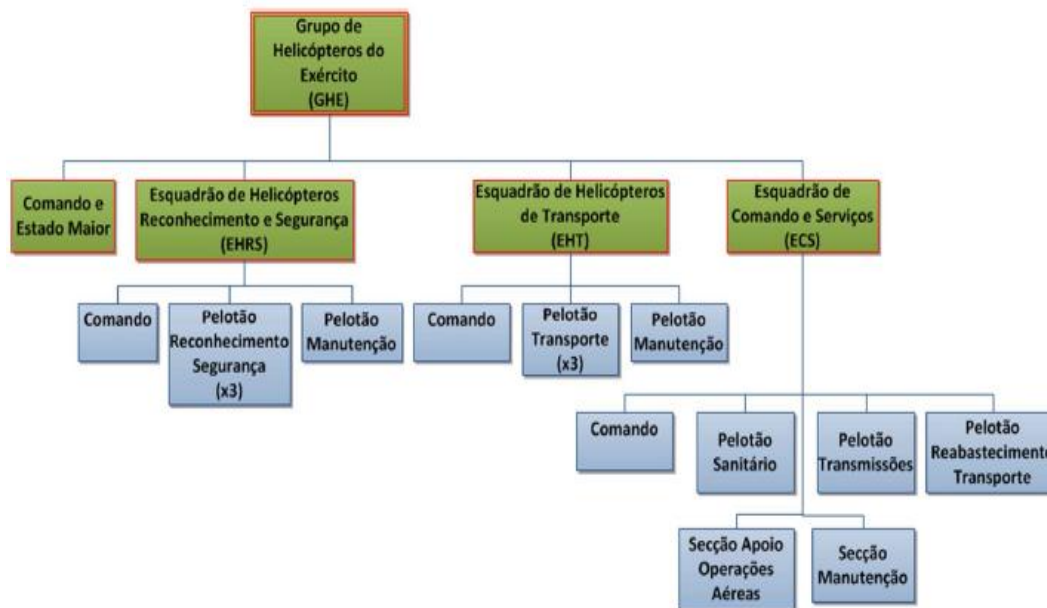 Grupo de
Helicópteros do
Exército
(GHE)
Comando e
Estado Maior
Esquadrão de Helicópteros
Reconhecimento e Segurança
(EHRS)
Esquadrão de Helicópteros
de Transporte
(EHT)
Esquadrão de
Comando e Serviços
(ECS)
Comando
Pelotão
Reconhecimento
Segurança
(x3)
Pelotão
Manutenção
Comando
Pelotão
Transporte
(x3)
Pelotão
Manutenção
Comando
Pelotão
Sanitário
Pelotão
Transmissões
Pelotão
Reabastecimento
Transporte
Secção Apoio
Operações
Aéreas
Secção
Manutenção